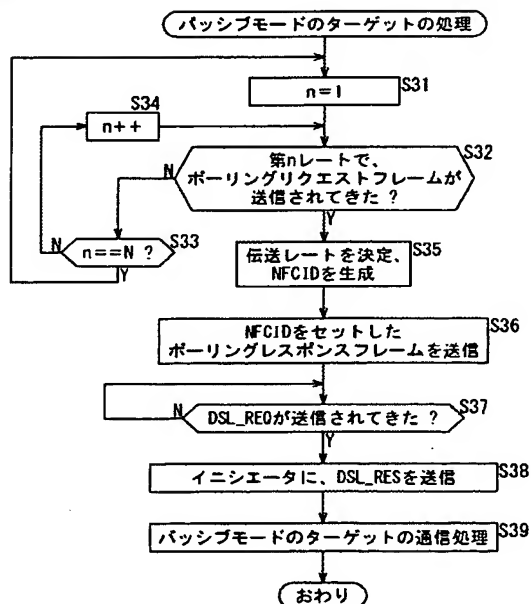 パッシブモードのターゲットの処理
n=1
S31
S34
n++
S32
第nレートで、
ポーリングリクエストフレームが
送信されてきた ?
N
Y
S33
n==N ?
N
Y
S35
伝送レートを決定、
NFCIDを生成
S36
NFCIDをセットした
ポーリングレスポンスフレームを送信
S37
DSL_REQが送信されてきた ?
N
Y
S38
イニシエータに、DSL_RESを送信
S39
パッシブモードのターゲットの通信処理
おわり